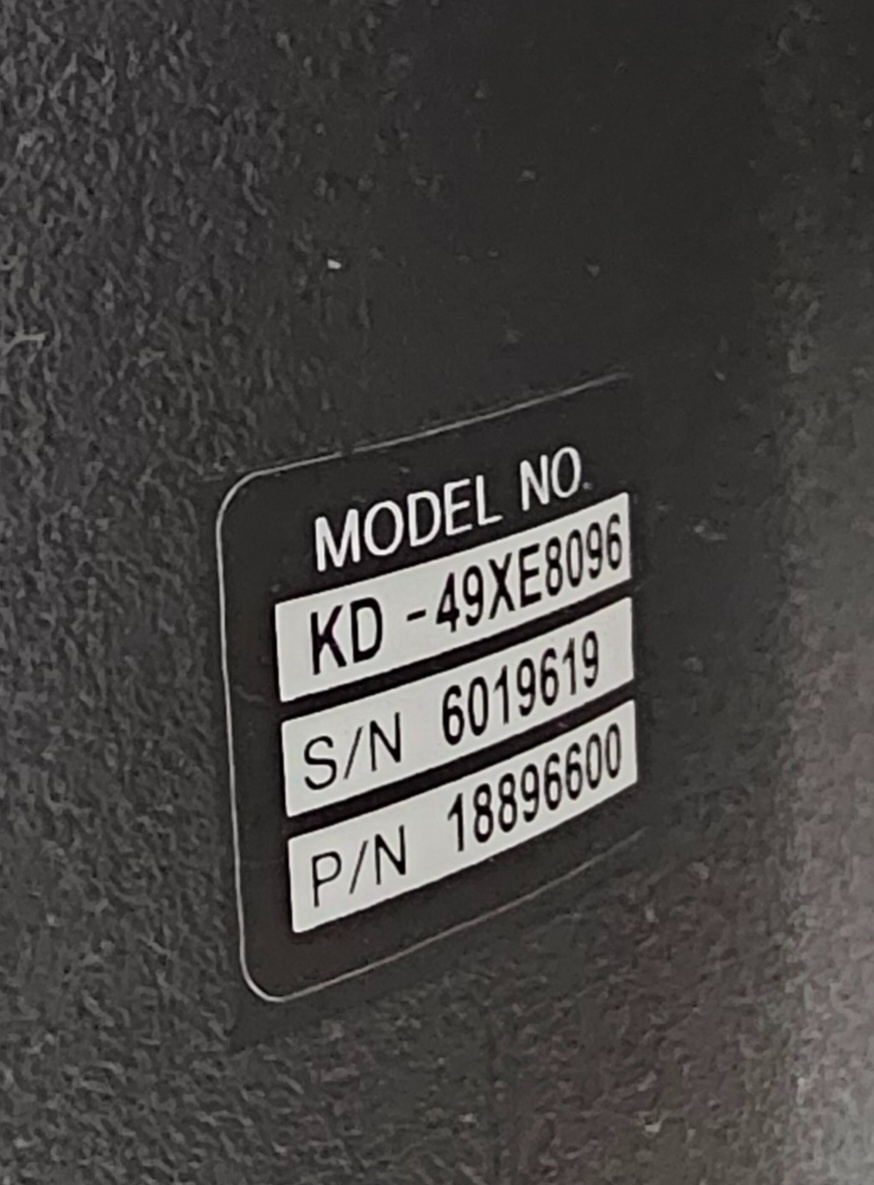 MODEL NO.
KD-49XE8096
S/N 6019619
P/N 18896600